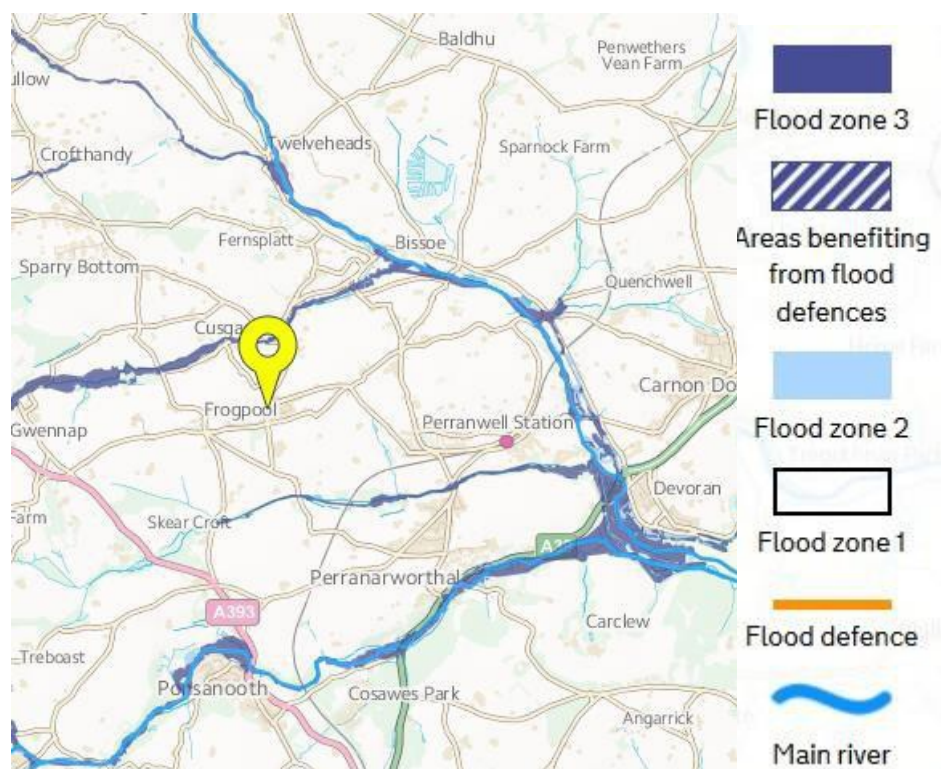 Baldhu
Penwethers
Vean Farm
ullow
Twelveheads
Crofthandy
Sparnock Farm
Fernsplatt
Bissoe
Sparry Bottom
Quenchwell
Cusga
Carnon Do
Frogpool
Perranwell Station
Gwennap
Devoran
Farm
Skear Croft
Perranarworthal
A393
Carclew
Treboast
Ponsanooth
Cosawes Park
Angarrick
Flood zone 3
Areas benefiting
from flood
defences
Flood zone 2
Flood zone 1
Flood defence
Main river